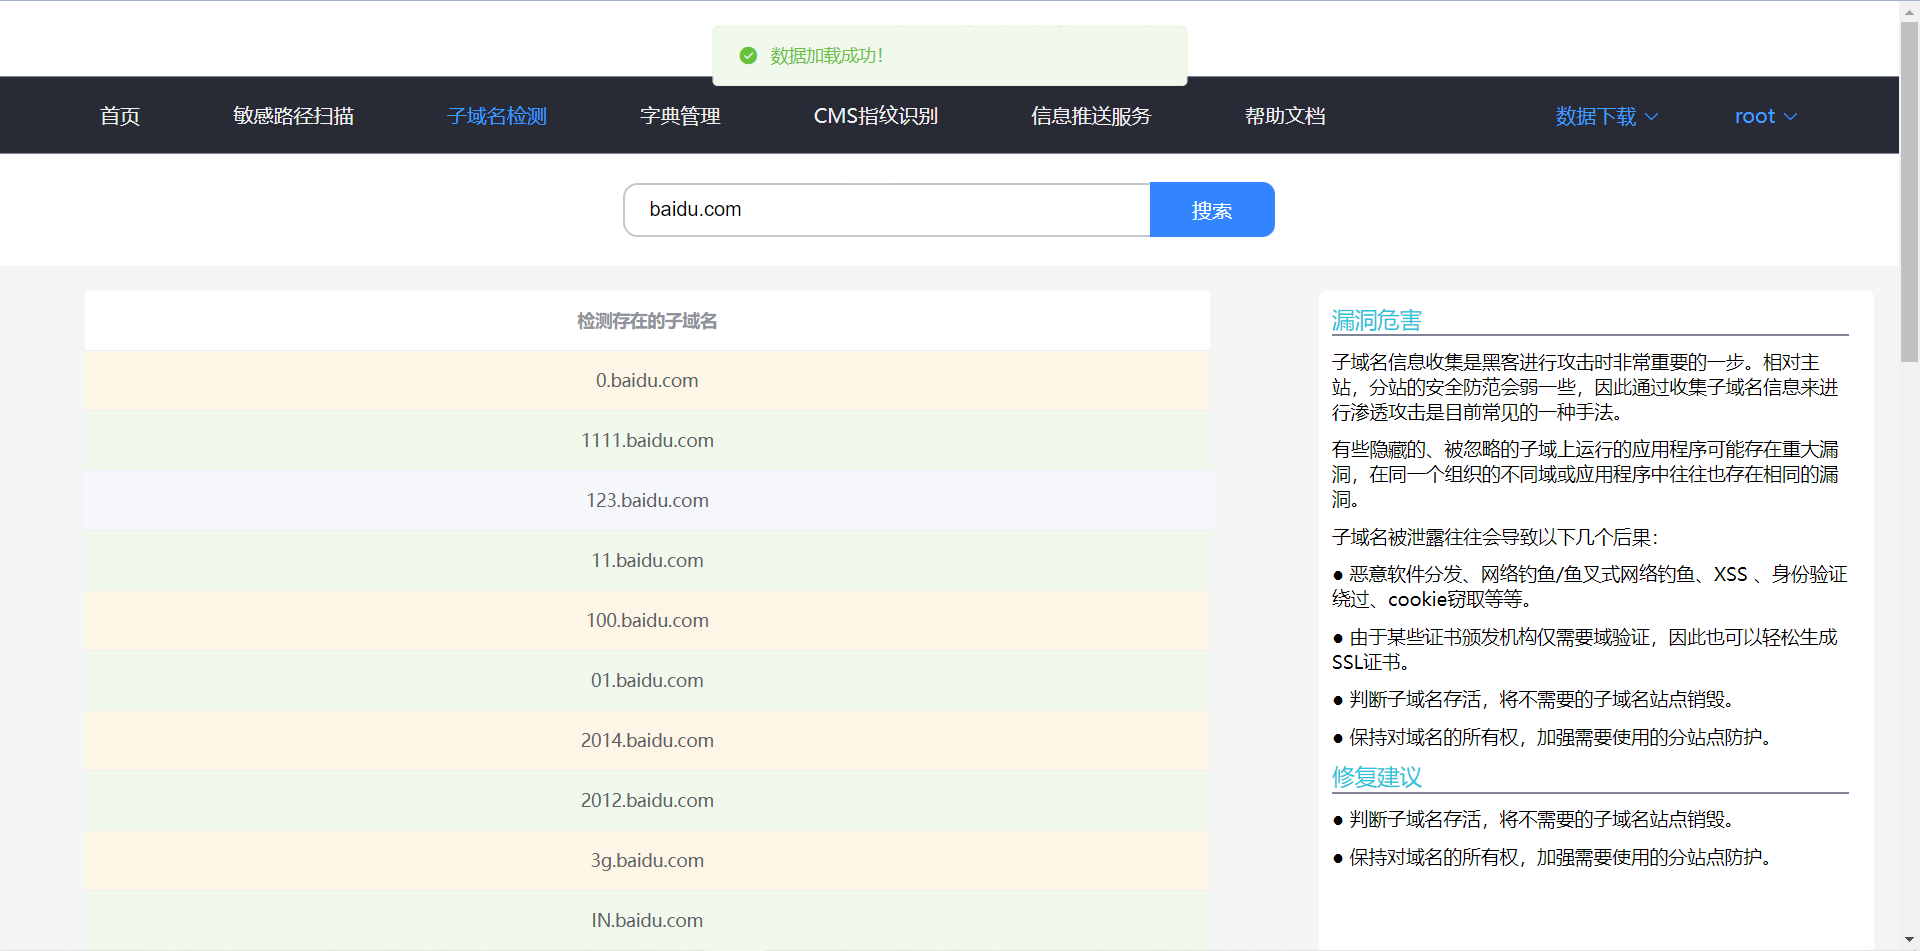 数据加载成功！
首页 敏感路径扫描 子域名检测 字典管理 CMS指纹识别 信息推送服务 帮助文档 数据下载 root
baidu.com 搜索
检测存在的子域名
0.baidu.com
1111.baidu.com
123.baidu.com
11.baidu.com
100.baidu.com
01.baidu.com
2014.baidu.com
2012.baidu.com
3g.baidu.com
IN.baidu.com
漏洞危害
子域名信息收集是黑客进行攻击时非常重要的一步。相对主
站，分站的安全防范会弱一些，因此通过收集子域名信息来进
行渗透攻击是目前常见的一种手法。
有些隐藏的、被忽略的子域上运行的应用程序可能存在重大漏
洞，在同一个组织的不同域或应用程序中往往也存在相同的漏
洞。
子域名被泄露往往会导致以下几个后果：
● 恶意软件分发、网络钓鱼/鱼叉式网络钓鱼、XSS 、身份验证
绕过、cookie窃取等等。
● 由于某些证书颁发机构仅需要域验证，因此也可以轻松生成
SSL证书。
● 判断子域名存活，将不需要的子域名站点销毁。
● 保持对域名的所有权，加强需要使用的分站点防护。
修复建议
● 判断子域名存活，将不需要的子域名站点销毁。
● 保持对域名的所有权，加强需要使用的分站点防护。